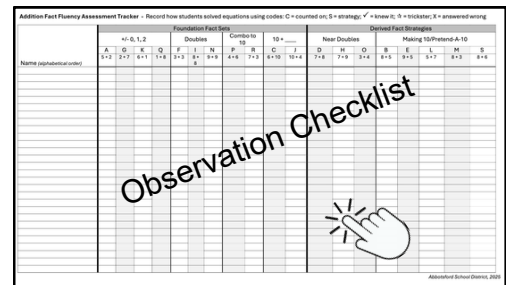 Addition Fact Fluency Assessment Tracker - Record how students solved equations using codes: C = counted on; S = strategy; ✓ = knew it; ☆ = trickster; X = answered wrong
Foundation Fact Sets Derived Fact Strategies
+/- 0, 1, 2 Doubles Combo to 10 10 + ___ Near Doubles Making 10/Pretend-A-10
A G K Q F I N P R C J D H O B E L M S
Name (alphabetical order) 5+2 2+7 6+1 1+8 3+3 8+8 9+9 4+6 7+3 6+10 10+4 7+8 7+9 3+4 8+5 9+5 5+7 8+3 8+6
Observation Checklist
Abbotsford School District, 2025